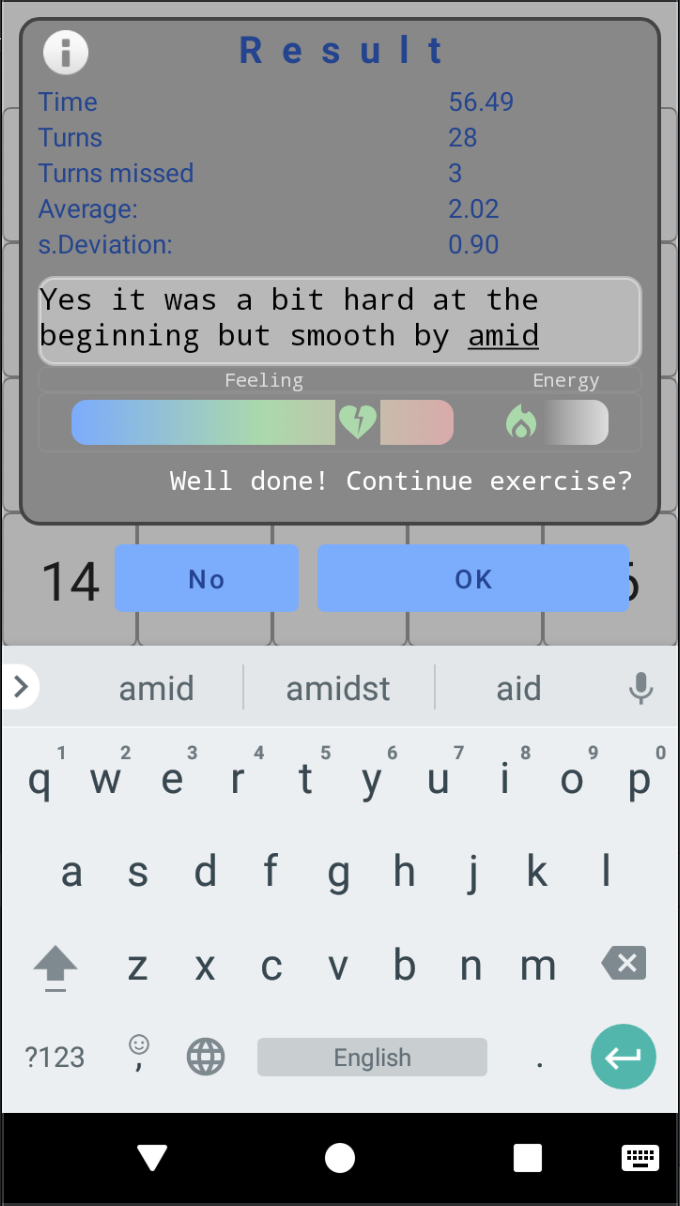 Result
Time 56.49
Turns 28
Turns missed 3
Average: 2.02
s.Deviation: 0.90
Yes it was a bit hard at the
beginning but smooth by amid
Feeling Energy
Well done! Continue exercise?
14 No OK
amid amidst aid
1 2 3 4 5 6 7 8 9 0
q w e r t y u i o p
a s d f g h j k l
z x c v b n m
?123 , English .